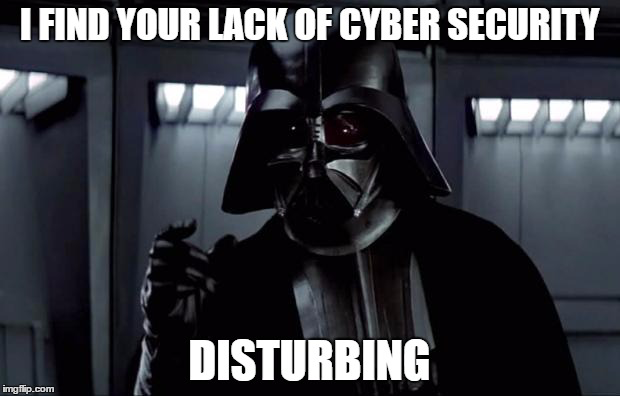 I FIND YOUR LACK OF CYBER SECURITY
DISTURBING
imgflip.com